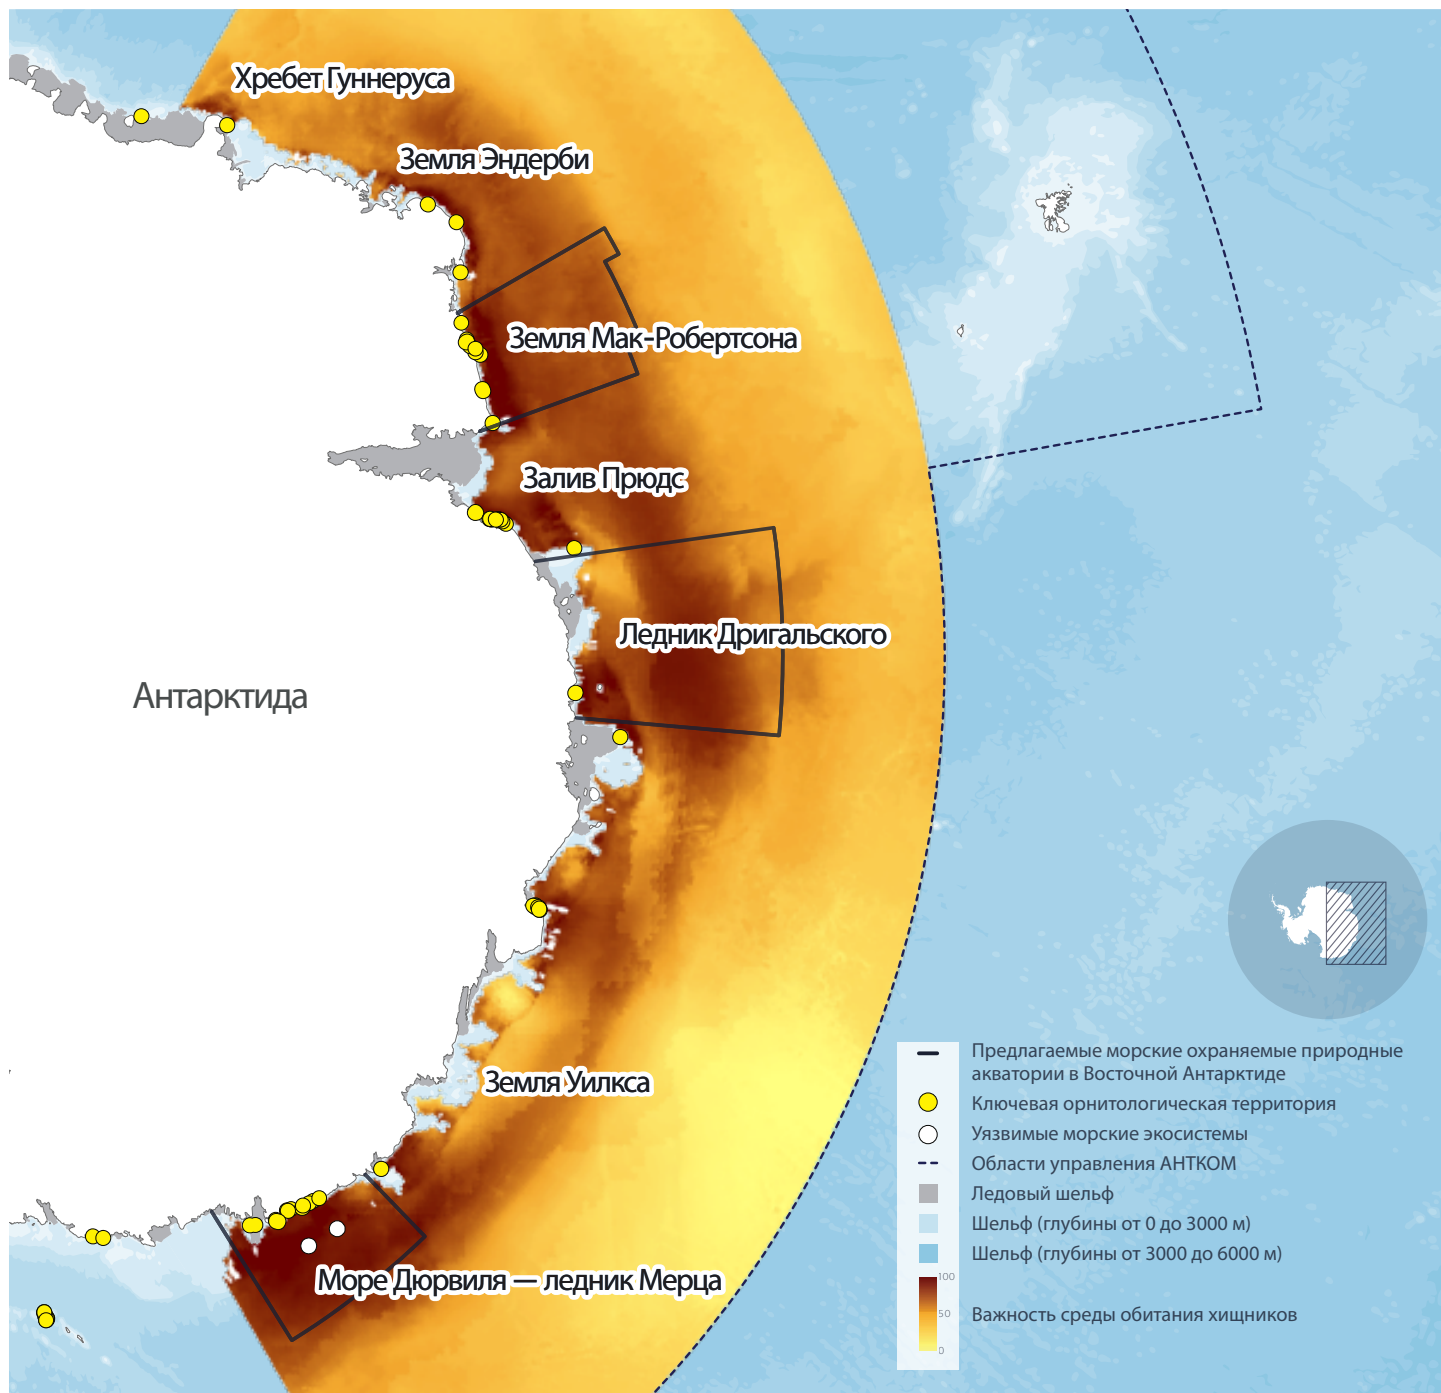 Хребет Гуннеруса
Земля Эндерби
Земля Мак-Робертсона
Залив Прюдс
Ледник Дригальского
Антарктида
Земля Уилкса
Море Дюрвиля — ледник Мерца
Предлагаемые морские охраняемые природные
акватории в Восточной Антарктиде
Ключевая орнитологическая территория
Уязвимые морские экосистемы
Области управления АНТКОМ
Ледовый шельф
Шельф (глубины от 0 до 3000 м)
Шельф (глубины от 3000 до 6000 м)
100
50
0
Важность среды обитания хищников